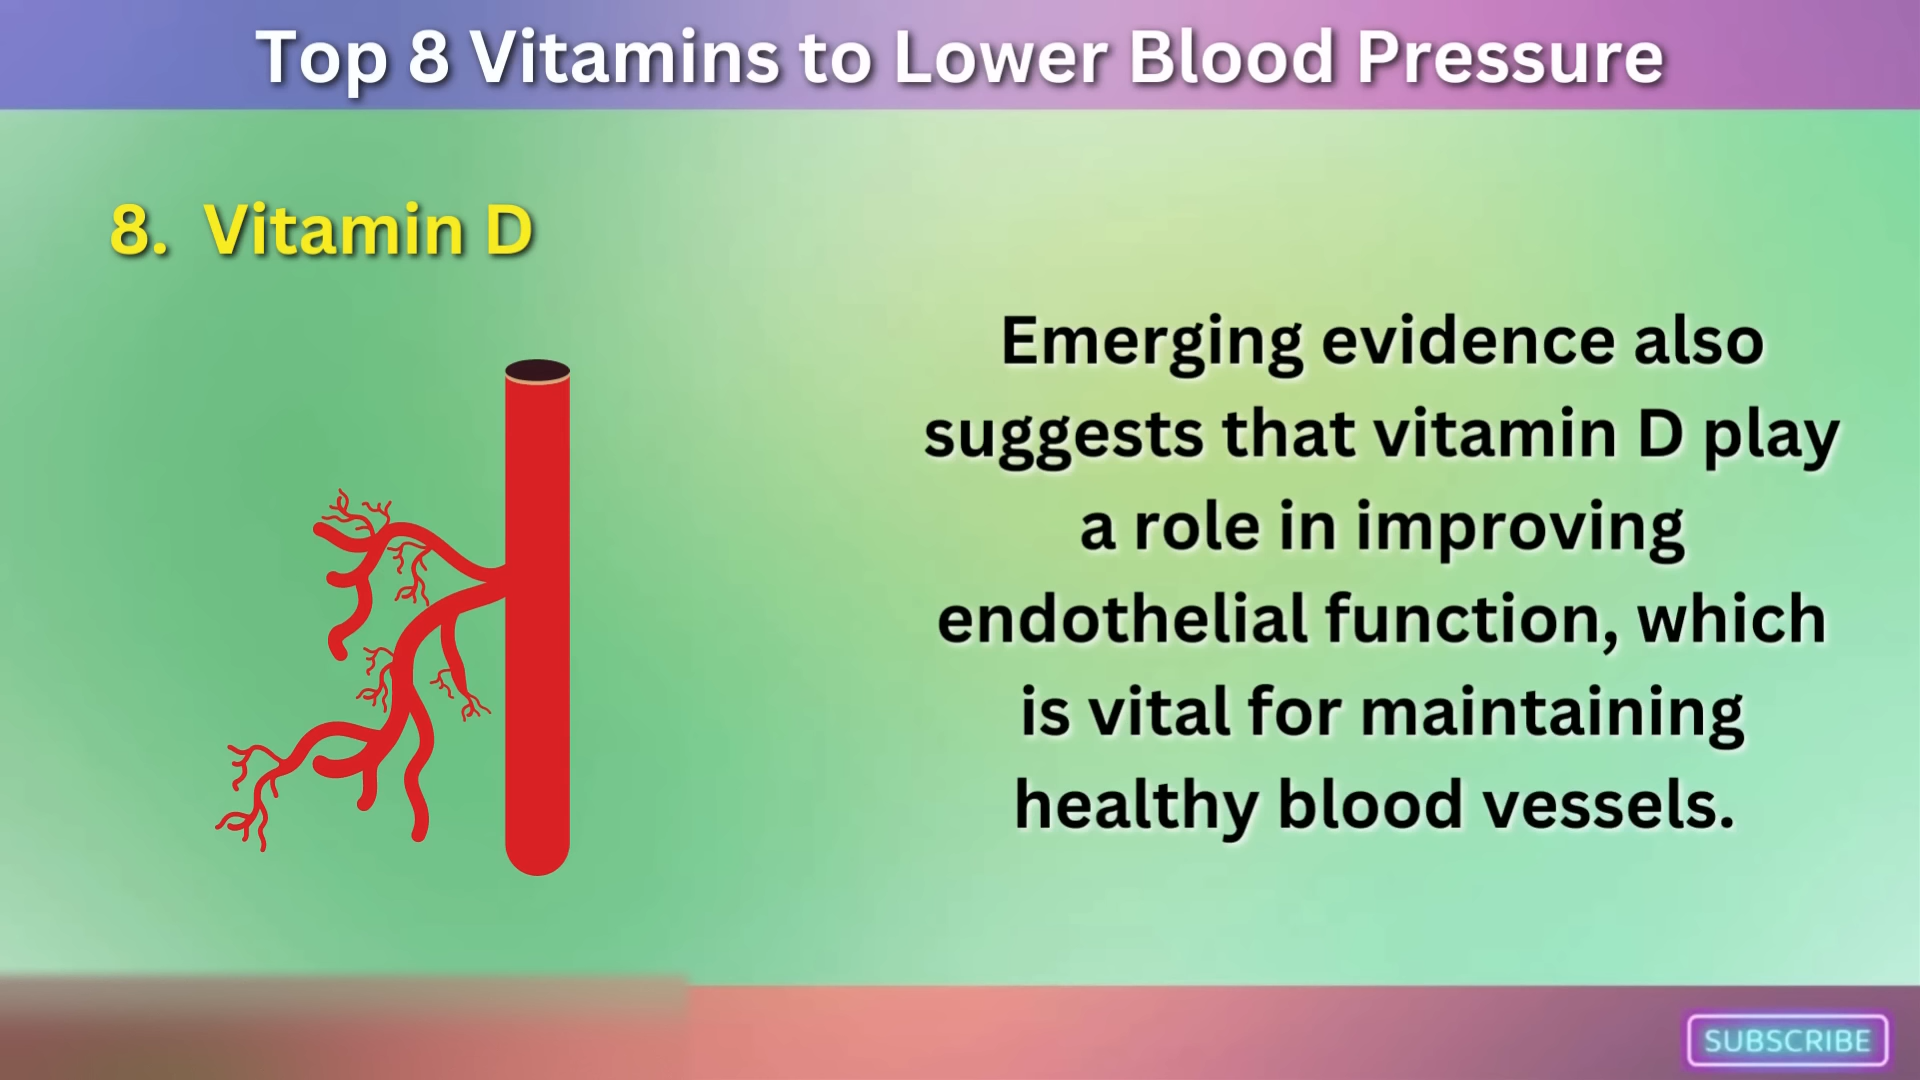 Top 8 Vitamins to Lower Blood Pressure
8. Vitamin D
Emerging evidence also
suggests that vitamin D play
a role in improving
endothelial function, which
is vital for maintaining
healthy blood vessels.
SUBSCRIBE